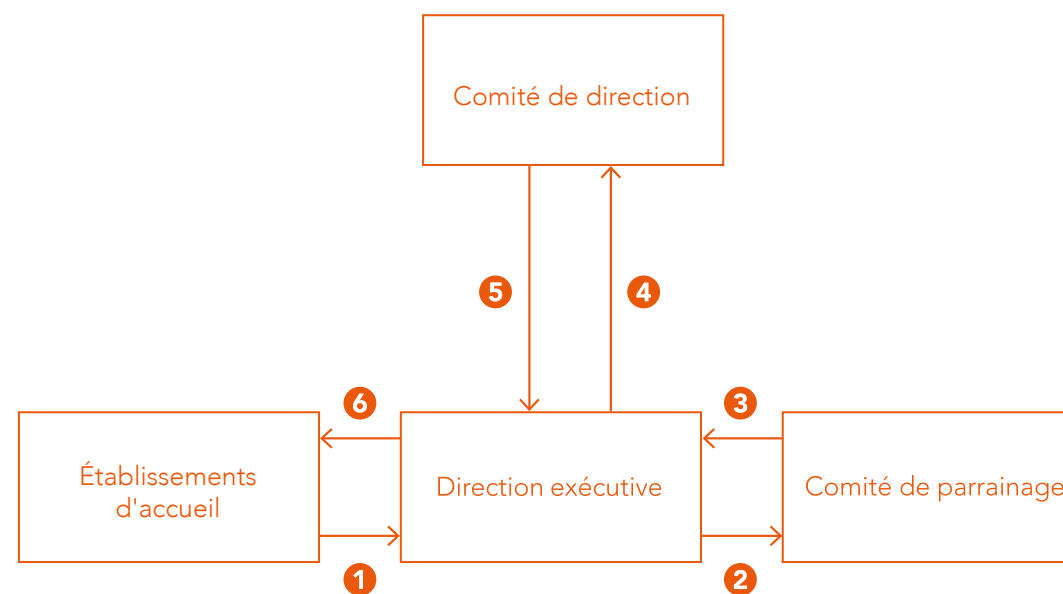 Comité de direction
5
4
6
3
Établissements
d'accueil
Direction exécutive
Comité de parrainage
1
2